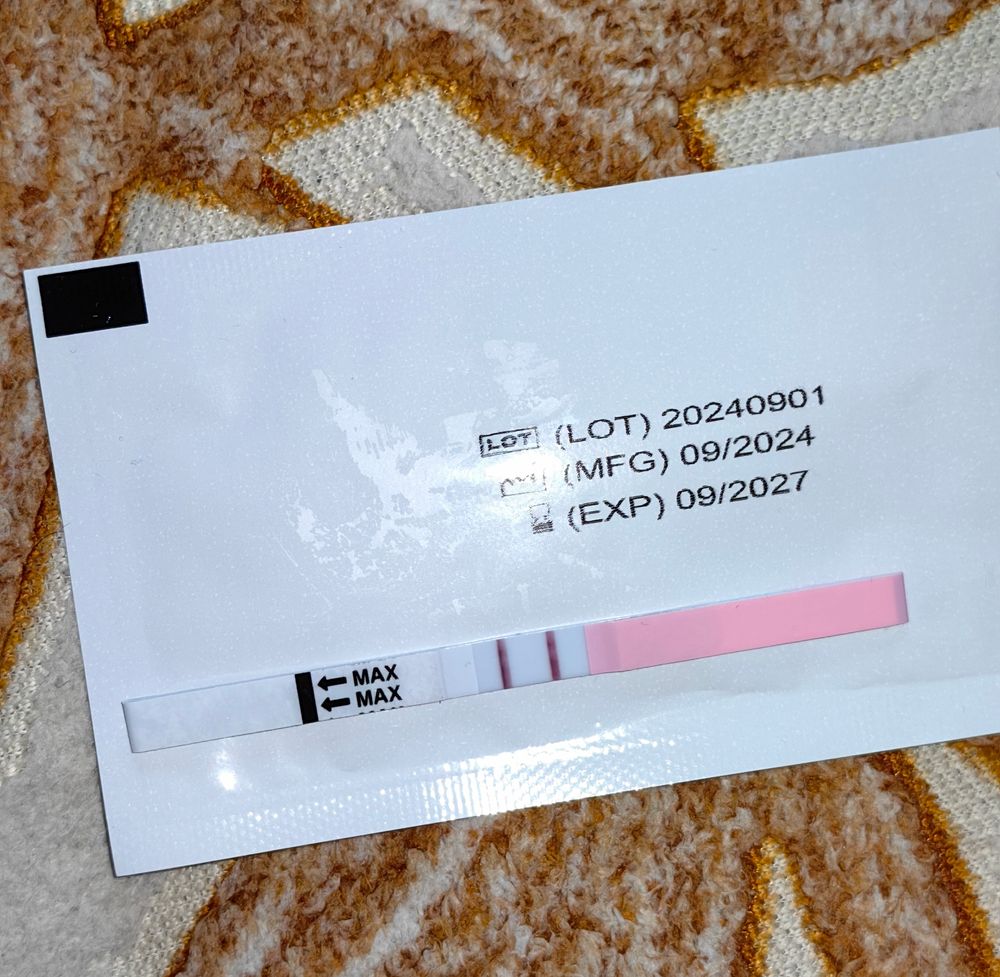 LOT (LOT) 20240901
(MFG) 09/2024
(EXP) 09/2027
← MAX
← MAX